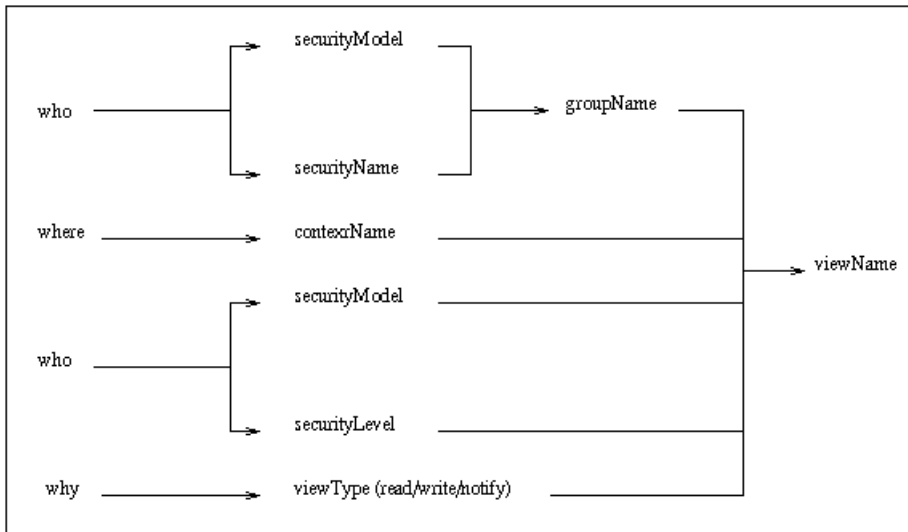 securityModel
who
groupName
securityName
where
contexrName
viewName
securityModel
who
securityLevel
why
viewType (read/write/notify)